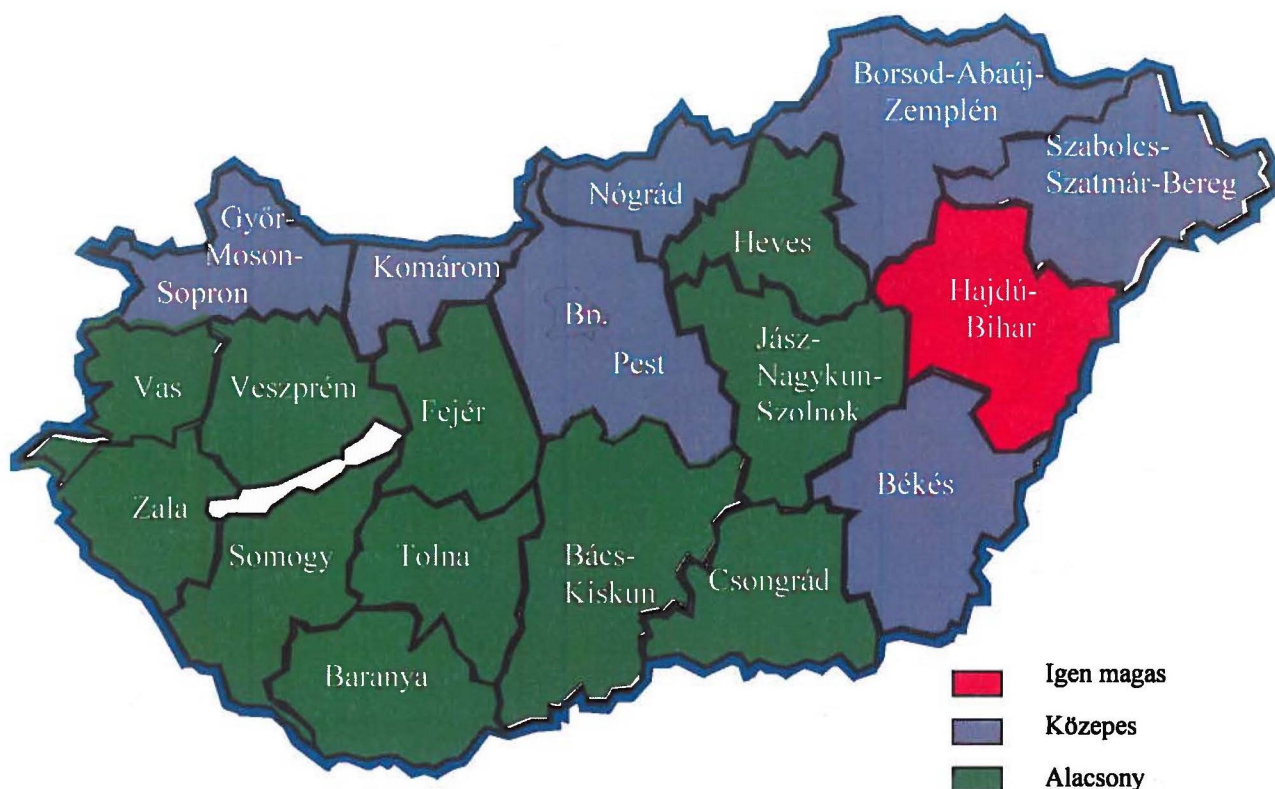 Borsod-Abaúj-
Zemplén
Szabolcs-
Szatmár-Bereg
Nógrád
Győr-
Moson-
Sopron
Komárom
Heves
Hajdú-
Bihar
Bp.
Pest
Jász-
Nagykun-
Szolnok
Vas
Veszprém
Fejér
Békés
Zala
Somogy
Tolna
Bács-
Kiskun
Csongrád
Baranya
Igen magas
Közepes
Alacsony